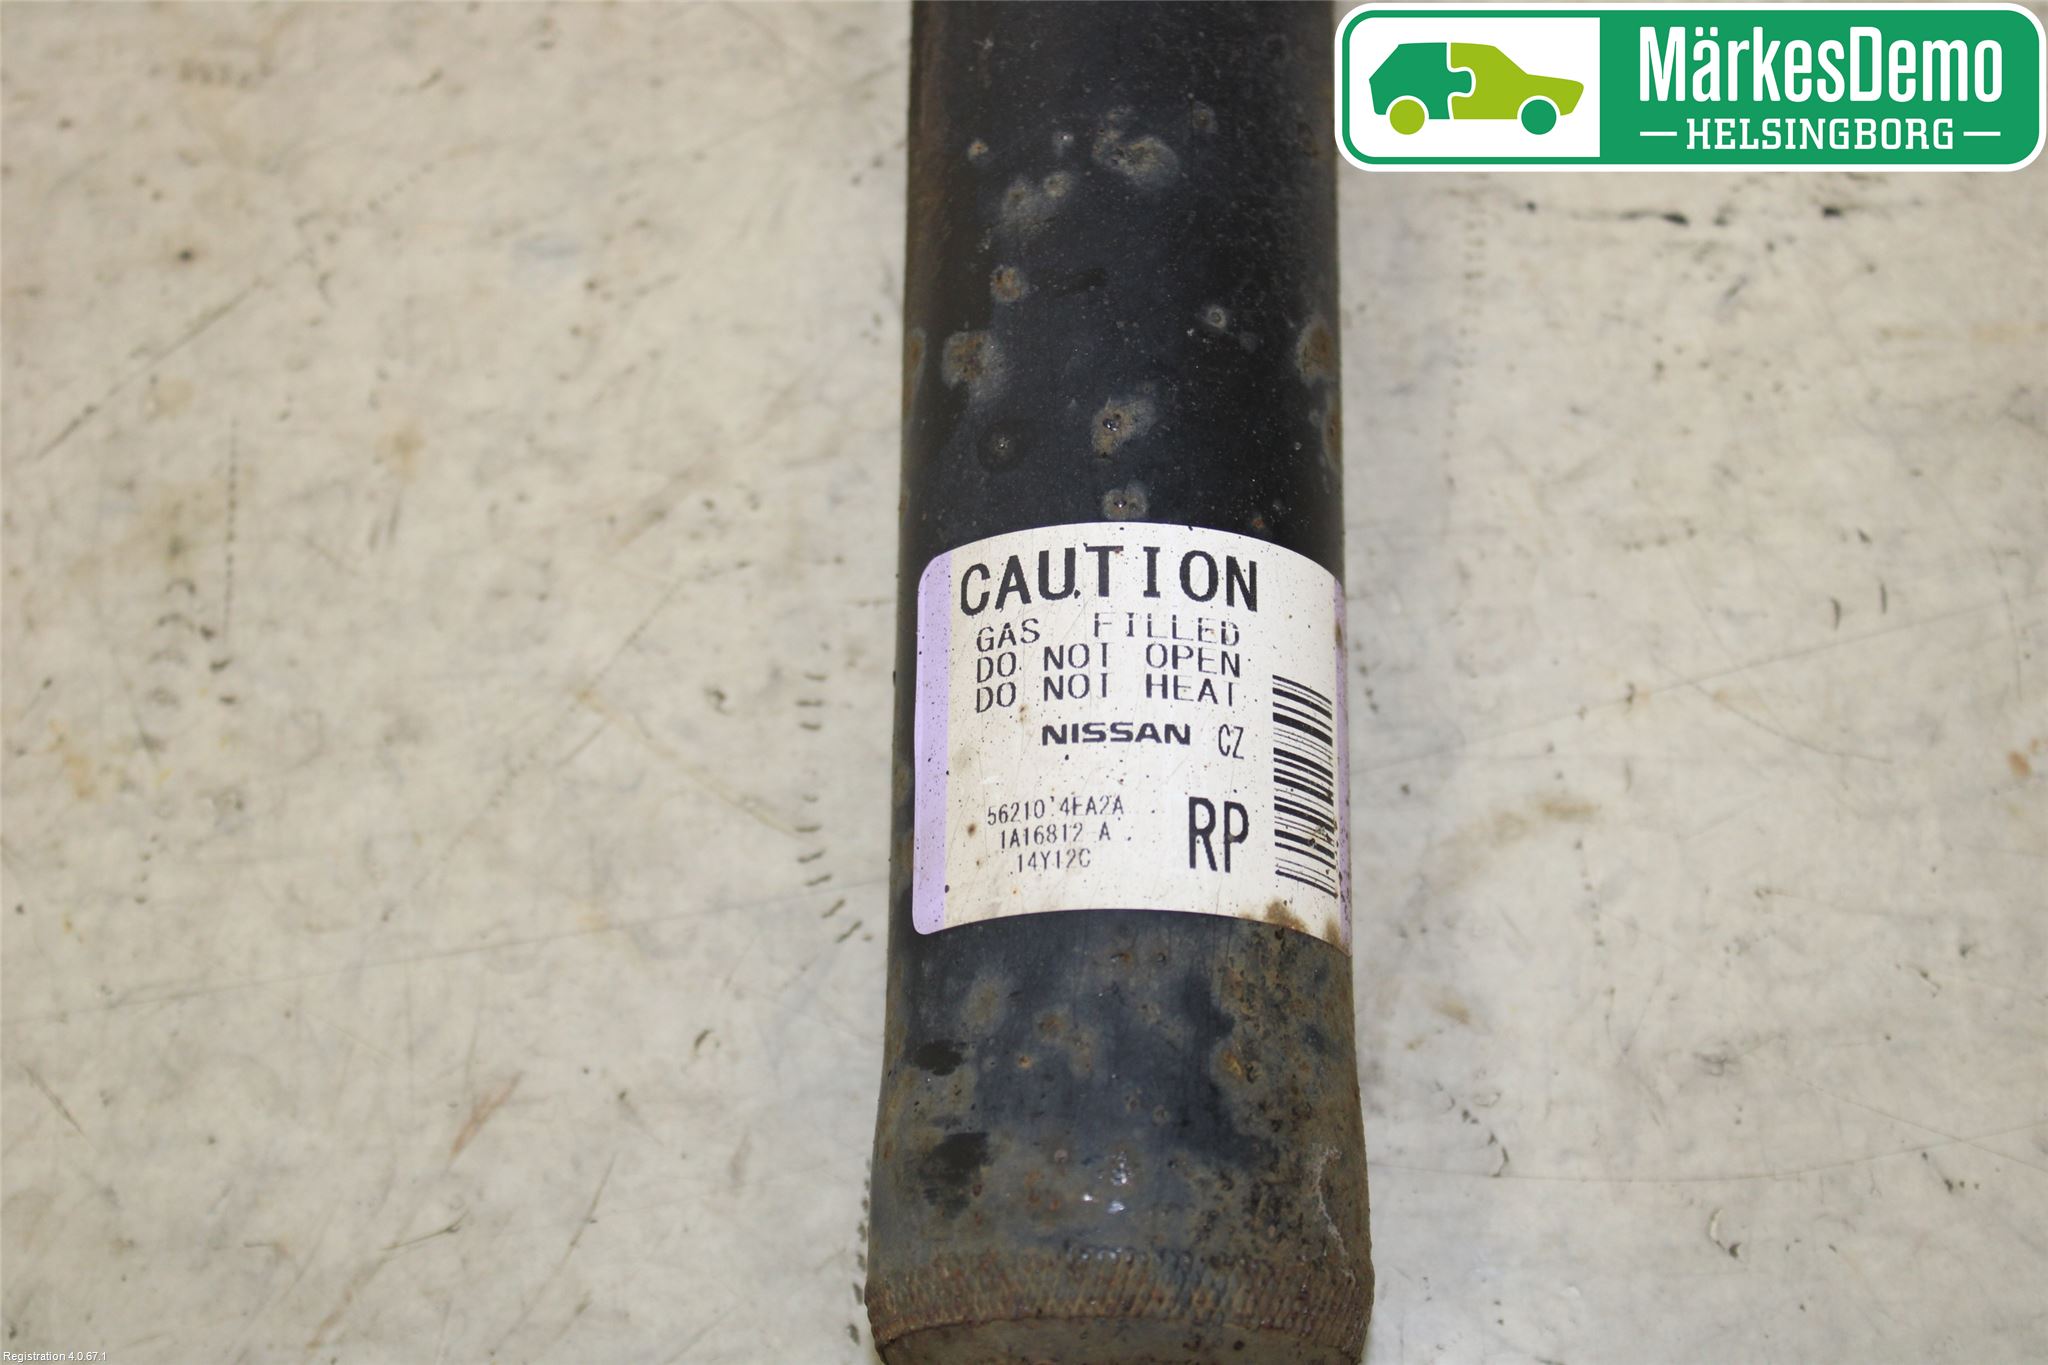 MärkesDemo
HELSINGBORG
CAUTION
GAS FILLED
DO NOT OPEN
DO NOT HEAT
NISSAN CZ
56210 4EA2A
1A16812 A
14Y12C
RP
Registration 4.0.67.1